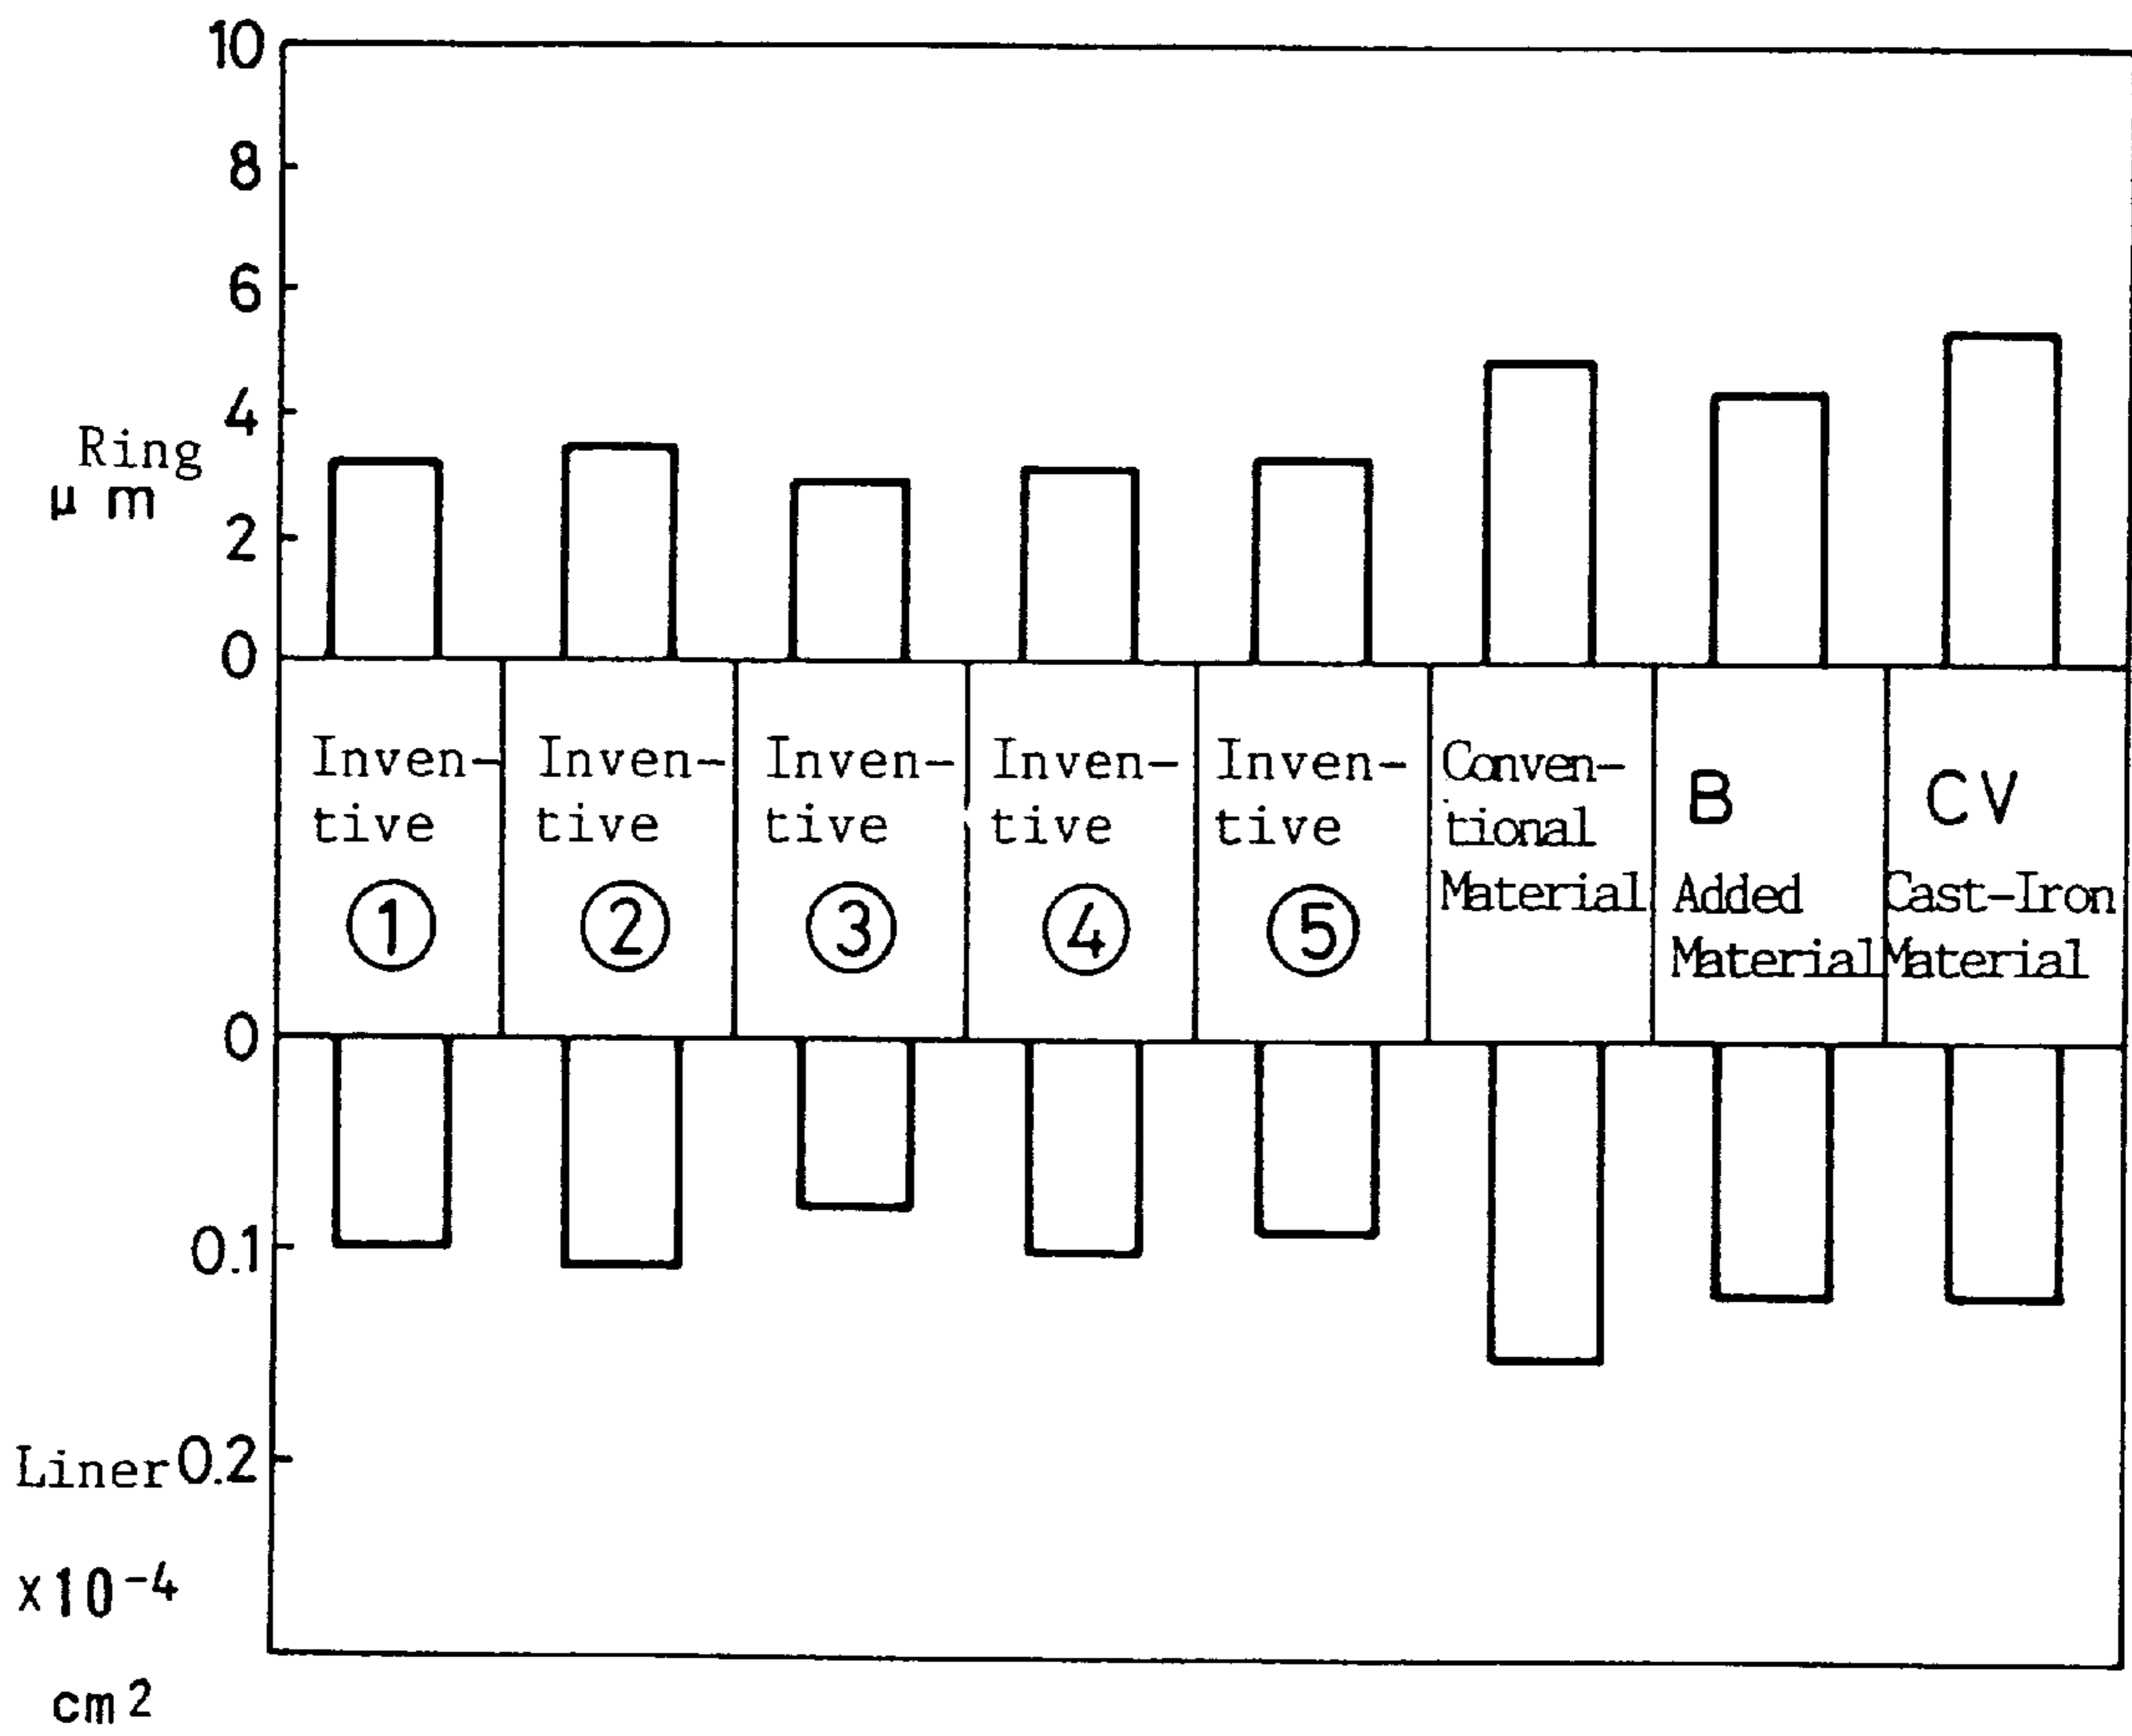 10
8
6
4
Ring
μm
2
0
Inven-
tive
①
Inven-
tive
②
Inven-
tive
③
Inven-
tive
④
Inven-
tive
⑤
Conven-
tional
Material
B
Added
Material
CV
Cast-Iron
Material
0
0.1
Liner 0.2
x10⁻⁴
cm2